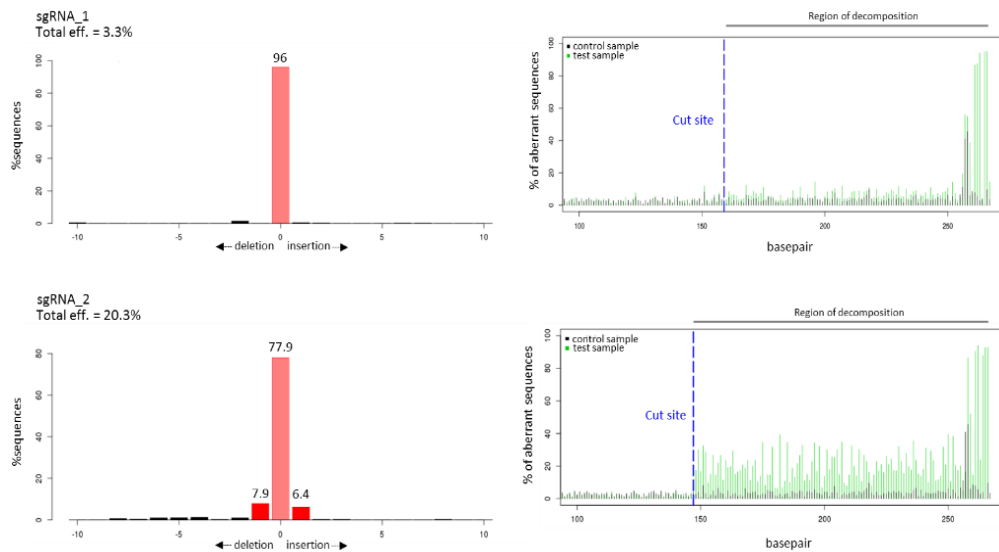 sgRNA_1
Total eff. = 3.3%
%sequences
100
80
60
40
20
0
96
-10
-5
0
5
10
deletion insertion
Region of decomposition
control sample
test sample
Cut site
% of aberrant sequences
100
80
60
40
20
0
100
150
200
250
basepair
sgRNA_2
Total eff. = 20.3%
%sequences
80
60
40
20
0
77.9
7.9
6.4
-10
-5
0
5
10
deletion insertion
Region of decomposition
control sample
test sample
Cut site
% of aberrant sequences
100
80
60
40
20
0
100
150
200
250
basepair